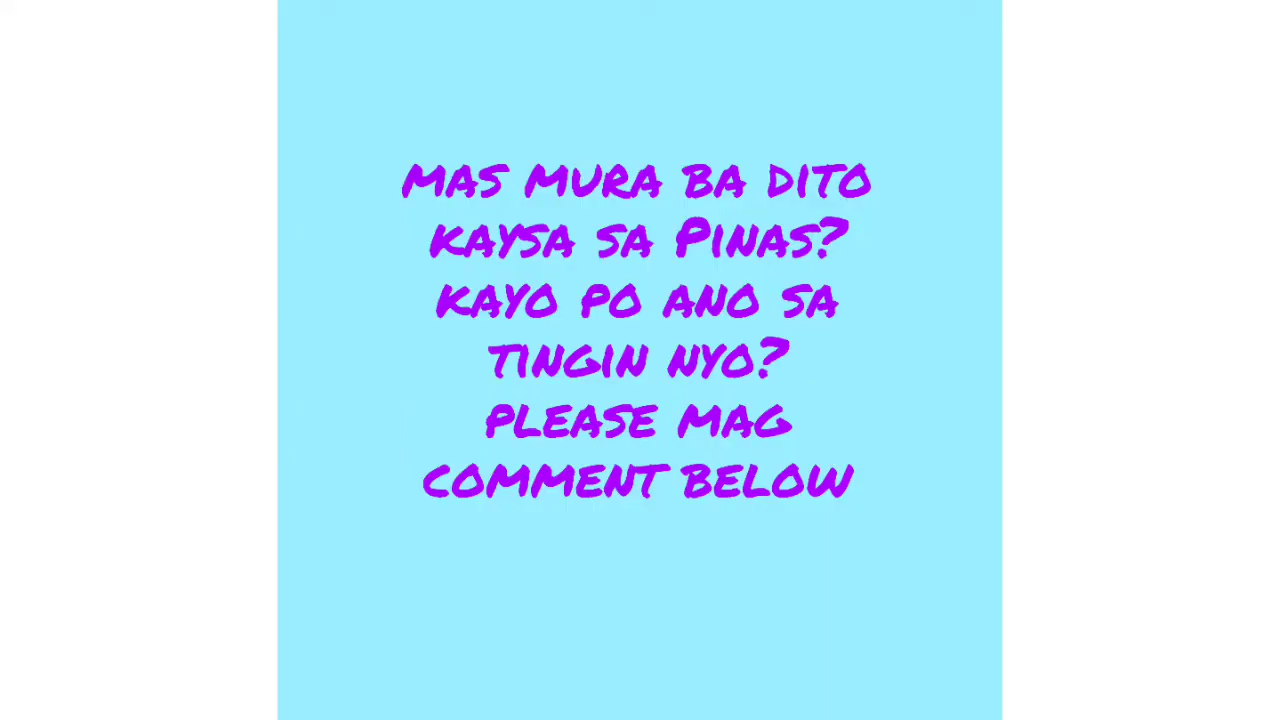 mas mura ba dito
kaysa sa Pinas?
kayo po ano sa
tingin nyo?
please mag
comment below